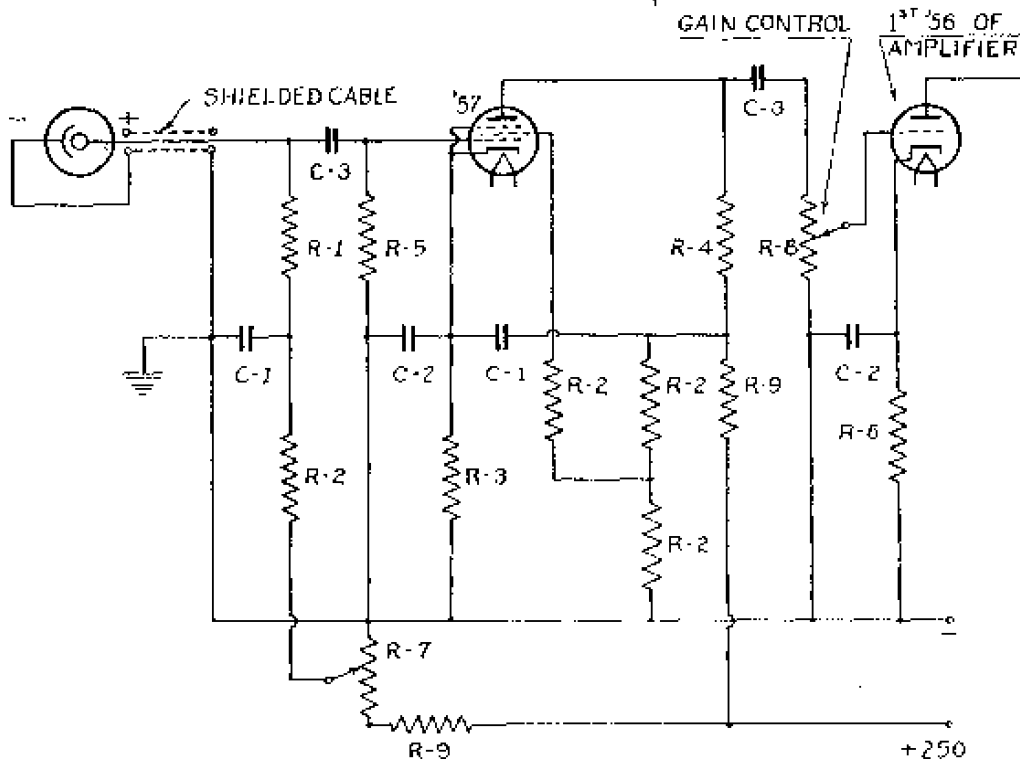 GAIN CONTROL
1ST '56 OF
AMPLIFIER
SHIELDED CABLE
- +
'57
C-3
C-3
R-1
R-5
R-4
R-8
C-1
C-2
C-1
R-2
R-2
R-9
C-2
R-6
R-2
R-3
R-2
R-7
-
R-9
+250